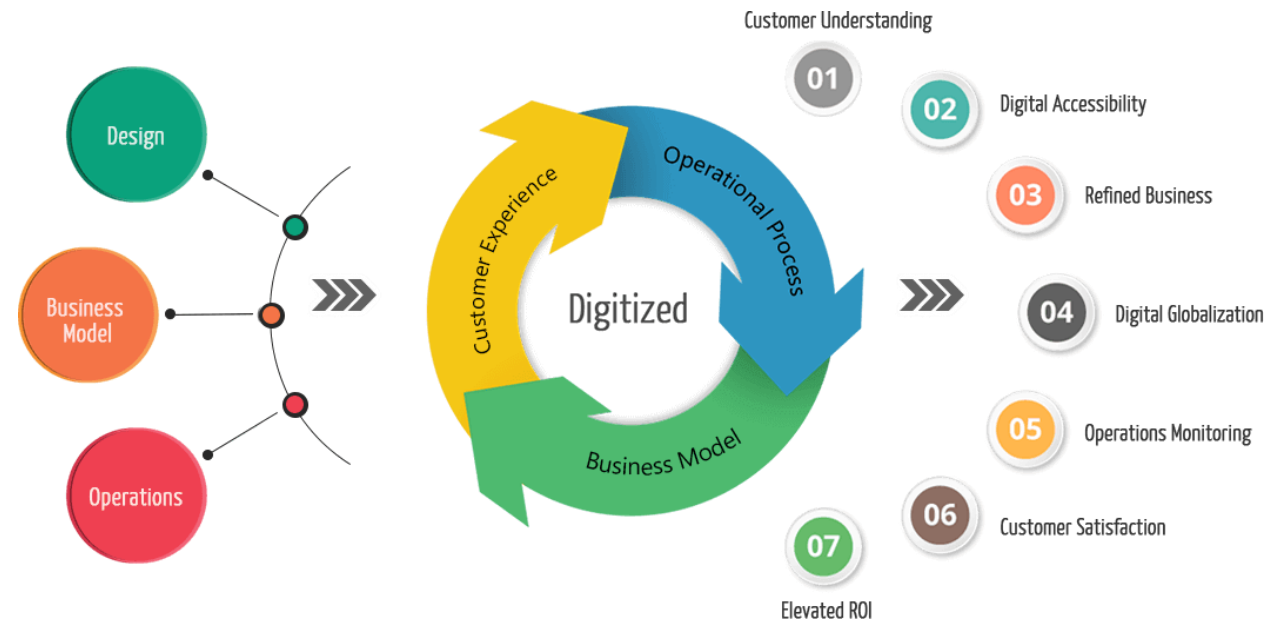 Design
Business
Model
Operations
Customer Experience
Operational Process
Business Model
Digitized
Customer Understanding
01
02
Digital Accessibility
03
Refined Business
04
Digital Globalization
05
Operations Monitoring
06
Customer Satisfaction
07
Elevated ROI